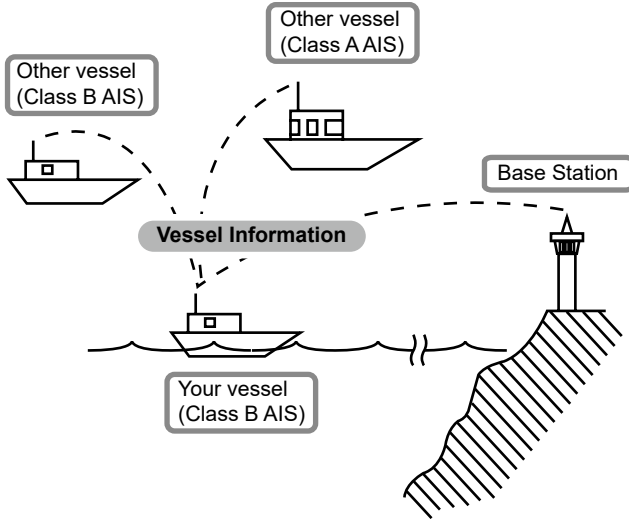 Other vessel
(Class A AIS)
Other vessel
(Class B AIS)
Base Station
Vessel Information
Your vessel
(Class B AIS)